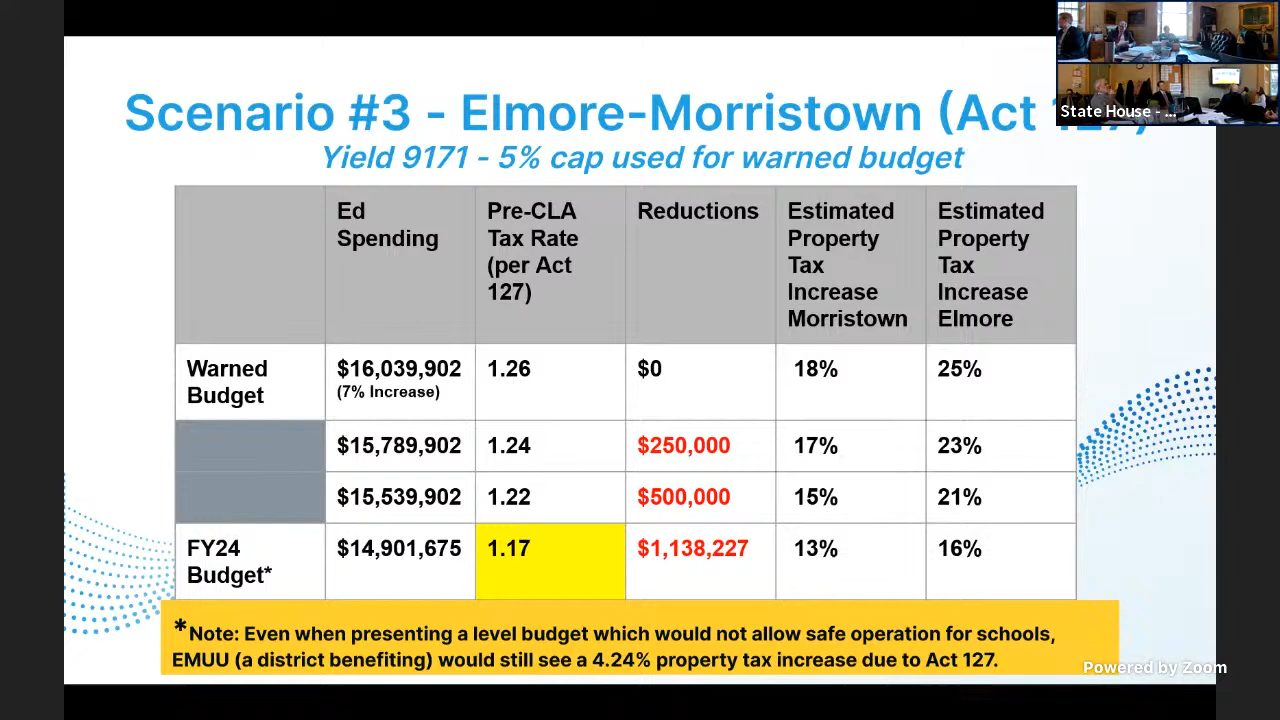 Scenario #3 - Elmore-Morristown (Act 127)
Yield 9171 - 5% cap used for warned budget
State House - ...
Ed Spending
Pre-CLA Tax Rate (per Act 127)
Reductions
Estimated Property Tax Increase Morristown
Estimated Property Tax Increase Elmore
Warned Budget
$16,039,902
(7% Increase)
1.26
$0
18%
25%
$15,789,902
1.24
$250,000
17%
23%
$15,539,902
1.22
$500,000
15%
21%
FY24 Budget*
$14,901,675
1.17
$1,138,227
13%
16%
*Note: Even when presenting a level budget which would not allow safe operation for schools,
EMUU (a district benefiting) would still see a 4.24% property tax increase due to Act 127.
Powered by Zoom